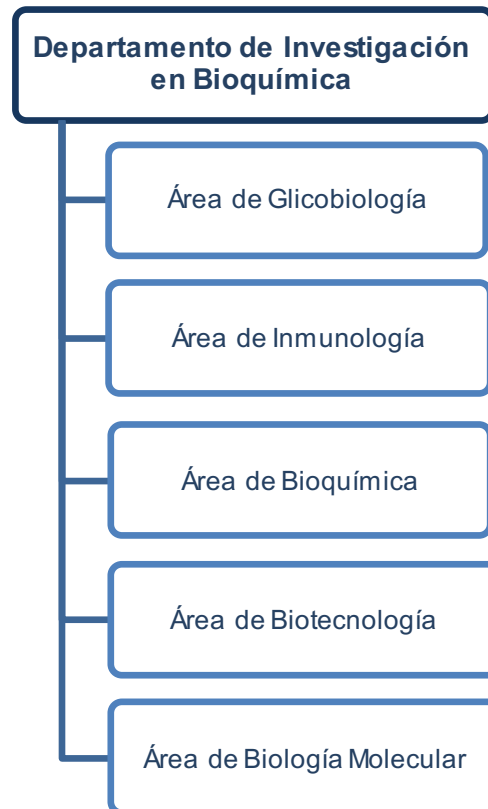 Departamento de Investigación
en Bioquímica
Área de Glicobiología
Área de Inmunología
Área de Bioquímica
Área de Biotecnología
Área de Biología Molecular